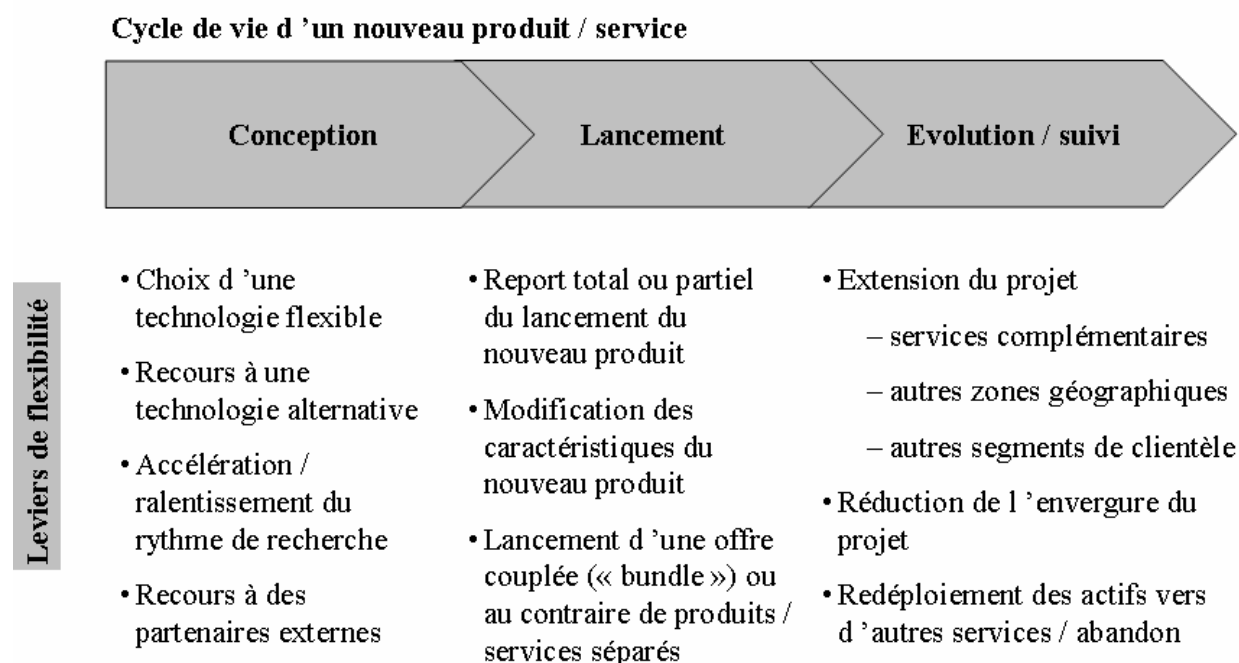 Cycle de vie d ’un nouveau produit / service
Conception
Lancement
Evolution / suivi
Leviers de flexibilité
• Choix d ’une
technologie flexible
• Recours à une
technologie alternative
• Accélération /
ralentissement du
rythme de recherche
• Recours à des
partenaires externes
• Report total ou partiel
du lancement du
nouveau produit
• Modification des
caractéristiques du
nouveau produit
• Lancement d ’une offre
couplée (« bundle ») ou
au contraire de produits /
services séparés
• Extension du projet
– services complémentaires
– autres zones géographiques
– autres segments de clientèle
• Réduction de l ’envergure du
projet
• Redéploiement des actifs vers
d ’autres services / abandon